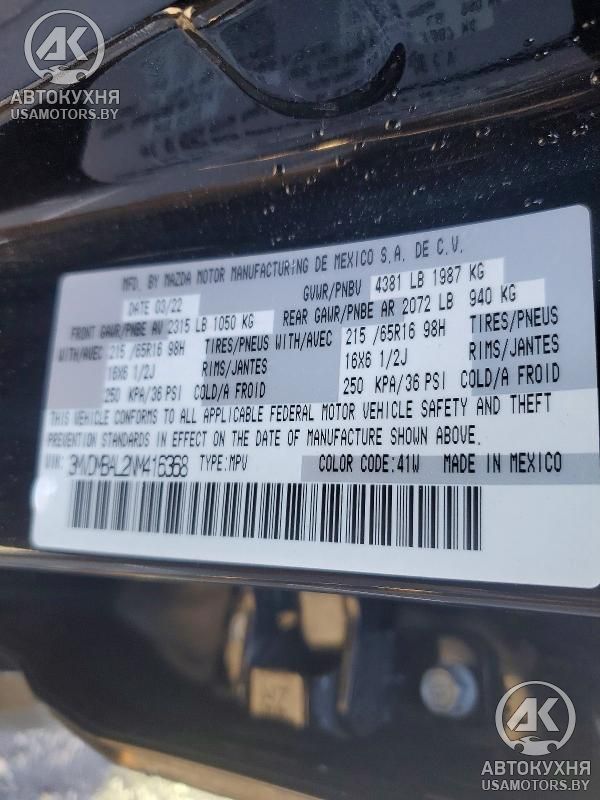 AK
АВТОКУХНЯ
USAMOTORS.BY
MFD. BY MAZDA MOTOR MANUFACTURING DE MEXICO S.A. DE C.V.
DATE 03/22 GVWR/PNBV 4381 LB 1987 KG
FRONT GAWR/PNBE AV 2315 LB 1050 KG REAR GAWR/PNBE AR 2072 LB 940 KG
WITH/AVEC 215 /65R16 98H TIRES/PNEUS WITH/AVEC 215 /65R16 98H TIRES/PNEUS
16X6 1/2J RIMS/JANTES 16X6 1/2J RIMS/JANTES
250 KPA/36 PSI COLD/A FROID 250 KPA/36 PSI COLD/A FROID
THIS VEHICLE CONFORMS TO ALL APPLICABLE FEDERAL MOTOR VEHICLE SAFETY AND THEFT
PREVENTION STANDARDS IN EFFECT ON THE DATE OF MANUFACTURE SHOWN ABOVE.
VIN: 3MVDMBAL2NM416368 TYPE:MPV COLOR CODE:41W MADE IN MEXICO
AK
АВТОКУХНЯ
USAMOTORS.BY